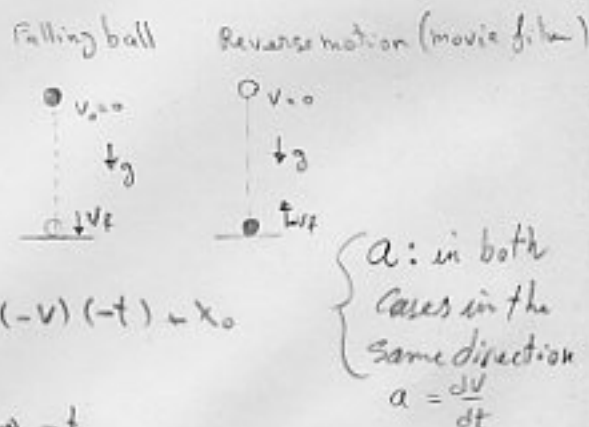 Falling ball
Reverse motion (movie film)
V₀=0
V=0
g
g
Vf
Vf
a: in both
cases in the
same direction
a = dV/dt
(-v)(-t) + x₀